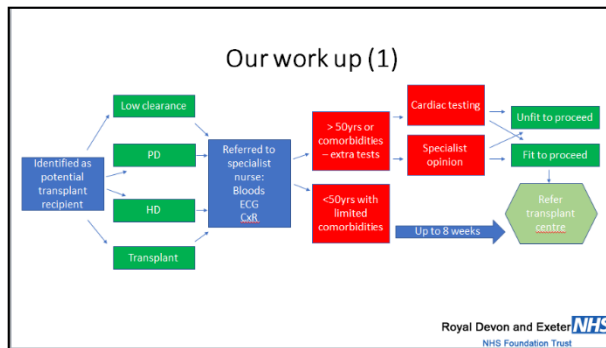 Our work up (1)
Identified as
potential
transplant
recipient
Low clearance
PD
HD
Transplant
Referred to
specialist
nurse:
Bloods
ECG
CxR
> 50yrs or
comorbidities
– extra tests
<50yrs with
limited
comorbidities
Cardiac testing
Specialist
opinion
Up to 8 weeks
Unfit to proceed
Fit to proceed
Refer
transplant
centre
Royal Devon and Exeter NHS
NHS Foundation Trust